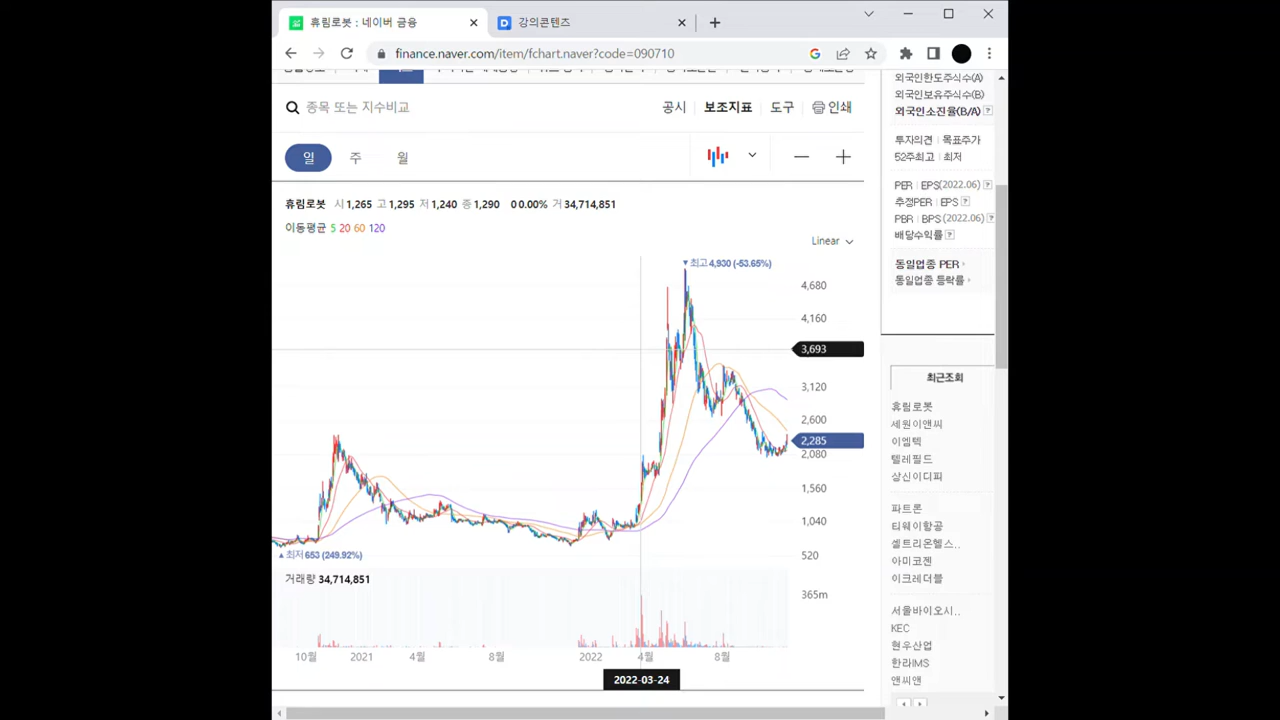 휴림로봇 : 네이버 금융
강의콘텐츠
finance.naver.com/item/fchart.naver?code=090710
종목 또는 지수비교
공시 보조지표 도구 인쇄
일 주 월
휴림로봇 시 1,265 고 1,295 저 1,240 종 1,290 0 0.00% 거 34,714,851
이동평균 5 20 60 120
Linear
▼최고 4,930 (-53.65%)
4,680
4,160
3,693
3,120
2,600
2,285
2,080
1,560
1,040
520
▲최저 653 (249.92%)
거래량 34,714,851
365m
10월 2021 4월 8월 2022 4월 8월
2022-03-24
외국인한도주식수(A)
외국인보유주식수(B)
외국인소진율(B/A) ?
투자의견 | 목표주가
52주최고 | 최저
PER | EPS(2022.06) ?
추정PER | EPS ?
PBR | BPS (2022.06) ?
배당수익률 ?
동일업종 PER
동일업종 등락률
최근조회
휴림로봇
세원이앤씨
이엠텍
텔레필드
상신이디피
파트론
티웨이항공
셀트리온헬스..
아미코젠
이크레더블
서울바이오시..
KEC
현우산업
한라IMS
앤씨앤